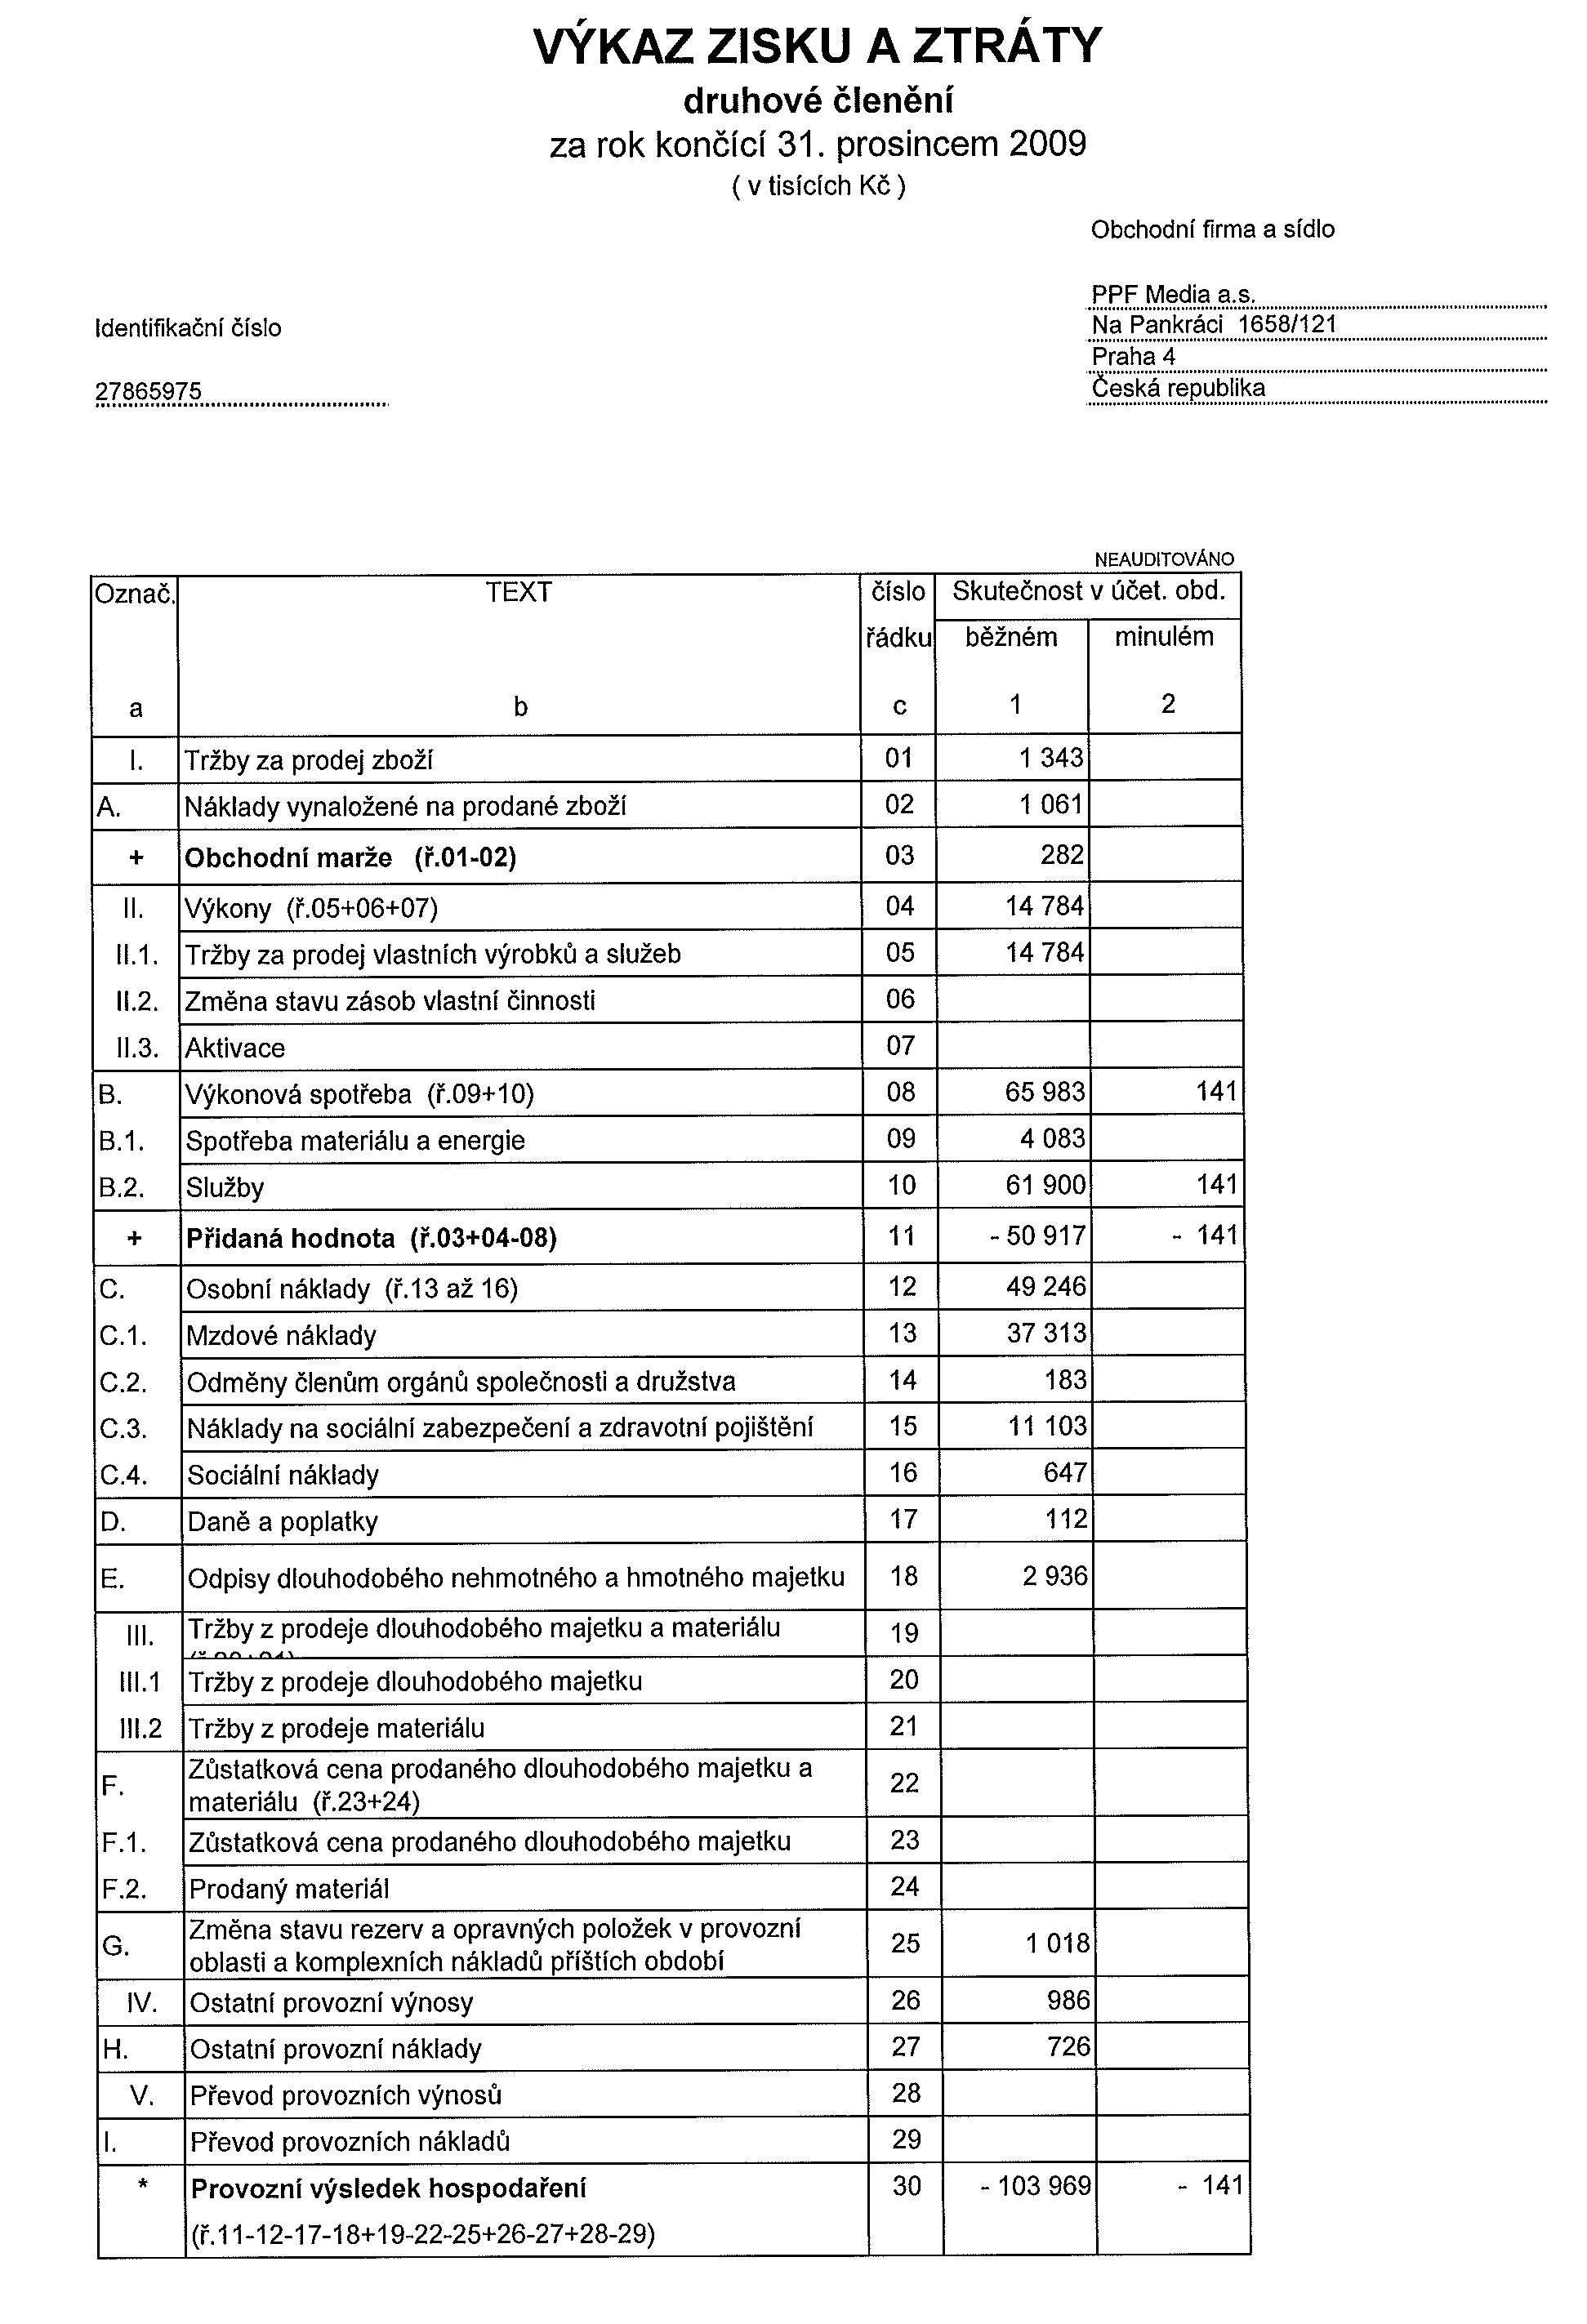 VÝKAZ ZISKU A ZTRÁTY
druhové členění
za rok končící 31. prosincem 2009
( v tisících Kč )
Obchodní firma a sídlo
PPF Media a.s.
Identifikační číslo
Na Pankráci 1658/121
Praha 4
27865975
Česká republika
NEAUDITOVÁNO
Označ. TEXT číslo Skutečnost v účet. obd.
řádku běžném minulém
a b c 1 2
I. Tržby za prodej zboží 01 1 343
A. Náklady vynaložené na prodané zboží 02 1 061
+ Obchodní marže (ř.01-02) 03 282
II. Výkony (ř.05+06+07) 04 14 784
II.1. Tržby za prodej vlastních výrobků a služeb 05 14 784
II.2. Změna stavu zásob vlastní činnosti 06
II.3. Aktivace 07
B. Výkonová spotřeba (ř.09+10) 08 65 983 141
B.1. Spotřeba materiálu a energie 09 4 083
B.2. Služby 10 61 900 141
+ Přidaná hodnota (ř.03+04-08) 11 - 50 917 - 141
C. Osobní náklady (ř.13 až 16) 12 49 246
C.1. Mzdové náklady 13 37 313
C.2. Odměny členům orgánů společnosti a družstva 14 183
C.3. Náklady na sociální zabezpečení a zdravotní pojištění 15 11 103
C.4. Sociální náklady 16 647
D. Daně a poplatky 17 112
E. Odpisy dlouhodobého nehmotného a hmotného majetku 18 2 936
III. Tržby z prodeje dlouhodobého majetku a materiálu 19
III.1 Tržby z prodeje dlouhodobého majetku 20
III.2 Tržby z prodeje materiálu 21
F. Zůstatková cena prodaného dlouhodobého majetku a 22
materiálu (ř.23+24)
F.1. Zůstatková cena prodaného dlouhodobého majetku 23
F.2. Prodaný materiál 24
G. Změna stavu rezerv a opravných položek v provozní 25 1 018
oblasti a komplexních nákladů příštích období
IV. Ostatní provozní výnosy 26 986
H. Ostatní provozní náklady 27 726
V. Převod provozních výnosů 28
I. Převod provozních nákladů 29
* Provozní výsledek hospodaření 30 - 103 969 - 141
(ř.11-12-17-18+19-22-25+26-27+28-29)